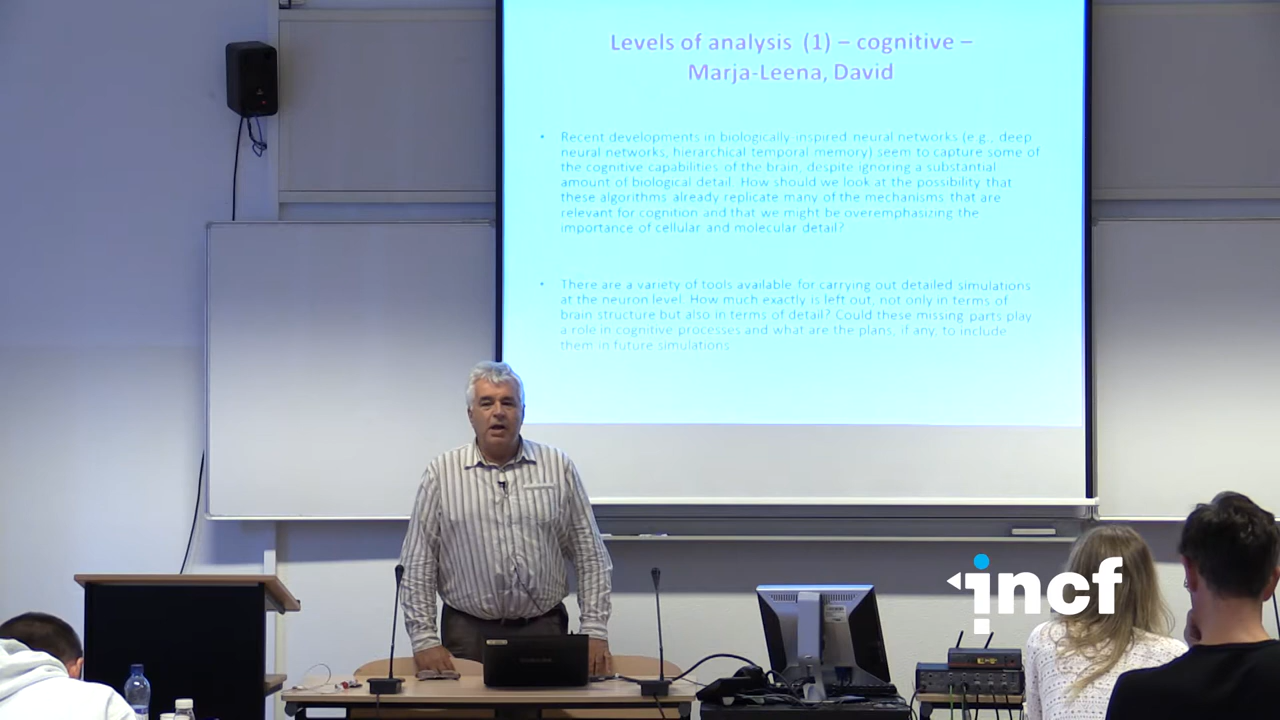 Levels of analysis (1) – cognitive –
Marja-Leena, David
• Recent developments in biologically inspired neural networks (e.g., deep
neural networks, hierarchical temporal memory) seem to capture some of
the cognitive capabilities of the brain, despite ignoring a substantial
amount of biological detail. How should we look at the possibility that
these algorithms already replicate many of the mechanisms that are
relevant for cognition and that we might be overemphasizing the
importance of cellular and molecular detail?
• There are a variety of tools available for carrying out detailed simulations
at the neuron level. How much exactly is left out, not only in terms of
brain structure but also in terms of detail? Could these missing parts play
a role in cognitive processes and what are the plans, if any, to include
them in future simulations
incf